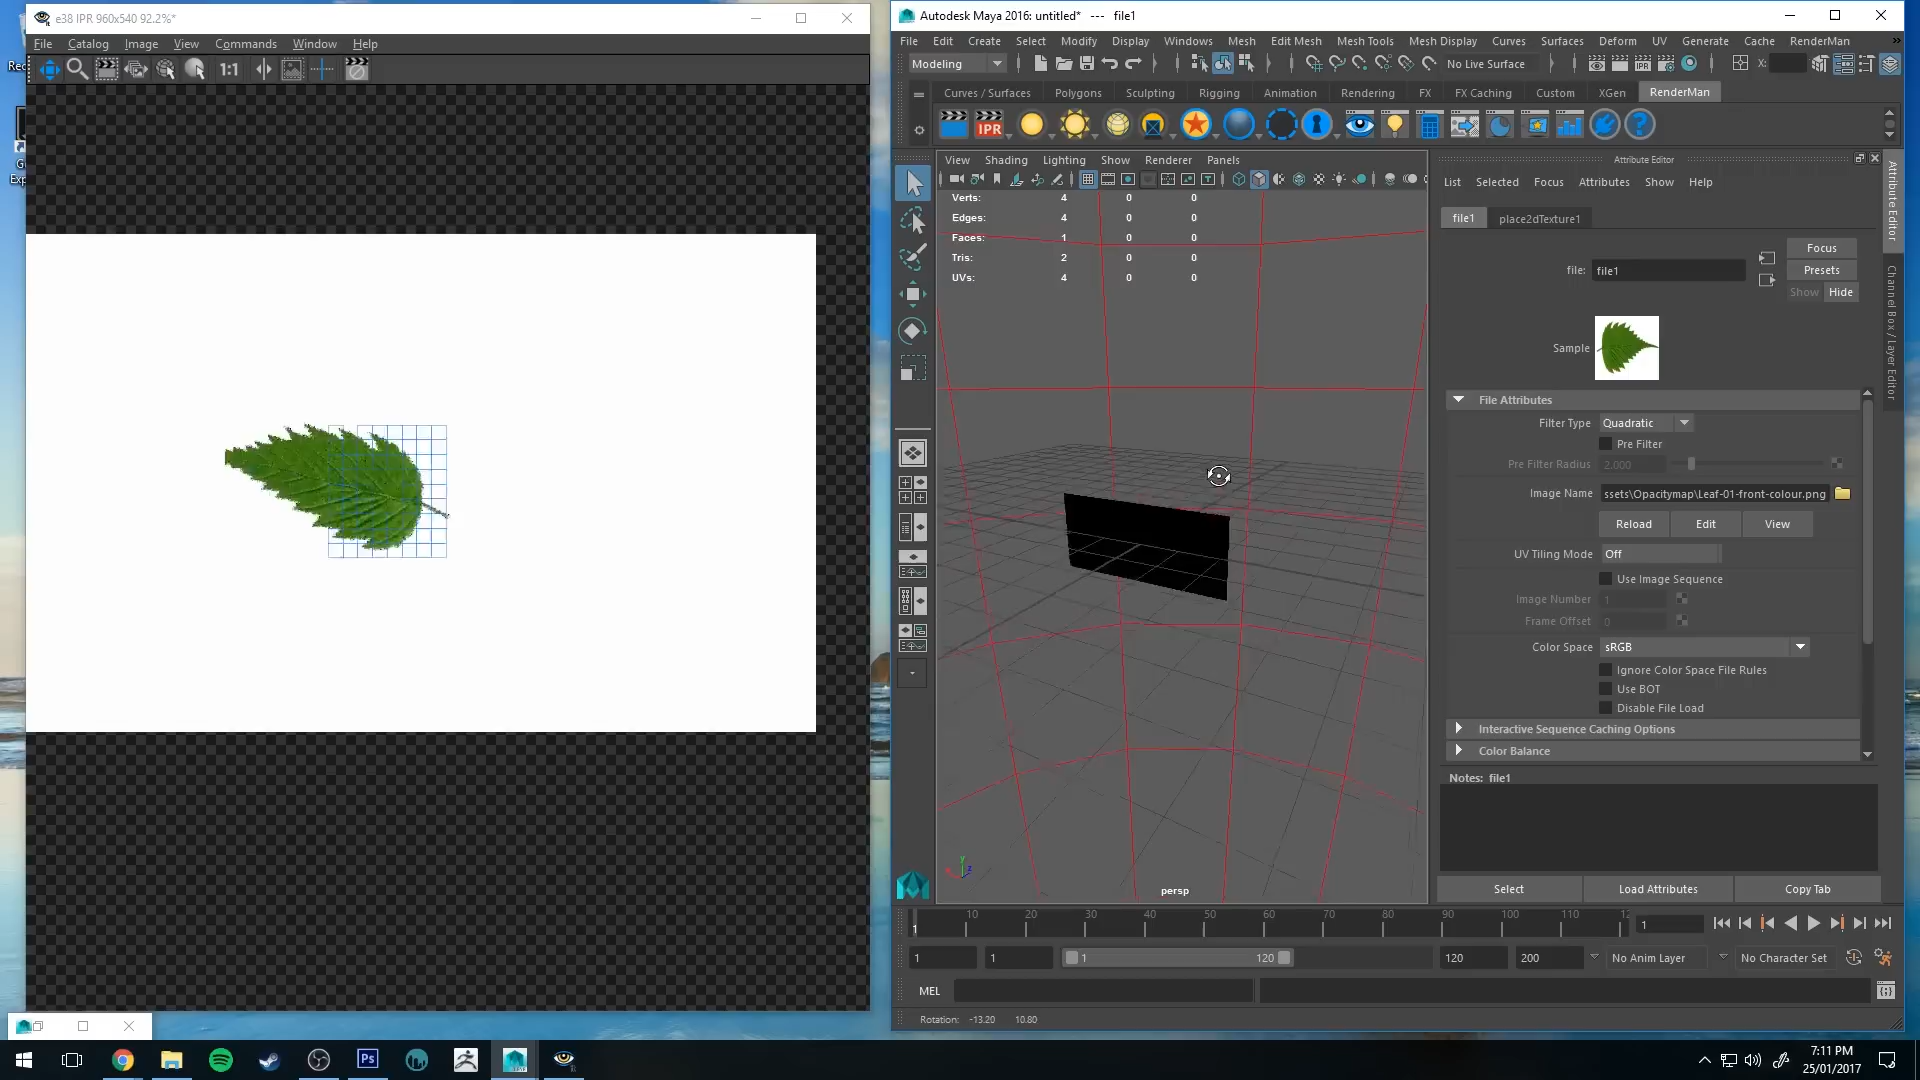 e38 IPR 960x540 92.2%*
File Catalog Image View Commands Window Help
1:1
Autodesk Maya 2016: untitled* --- file1
File Edit Create Select Modify Display Windows Mesh Edit Mesh Mesh Tools Mesh Display Curves Surfaces Deform UV Generate Cache RenderMan
Modeling No Live Surface X:
Curves / Surfaces Polygons Sculpting Rigging Animation Rendering FX FX Caching Custom XGen RenderMan
IPR
View Shading Lighting Show Renderer Panels
Verts: 4 0 0
Edges: 4 0 0
Faces: 1 0 0
Tris: 2 0 0
UVs: 4 0 0
persp
Attribute Editor
List Selected Focus Attributes Show Help
file1 place2dTexture1
Focus
file: file1
Presets
Show Hide
Sample
File Attributes
Filter Type Quadratic
Pre Filter
Pre Filter Radius 2.000
Image Name ssets\Opacitymap\Leaf-01-front-colour.png
Reload Edit View
UV Tiling Mode Off
Use Image Sequence
Image Number 1
Frame Offset 0
Color Space sRGB
Ignore Color Space File Rules
Use BOT
Disable File Load
Interactive Sequence Caching Options
Color Balance
Notes: file1
Select Load Attributes Copy Tab
Attribute Editor
Channel Box / Layer Editor
1 10 20 30 40 50 60 70 80 90 100 110 12 1
1 1 1 120 120 200 No Anim Layer No Character Set
MEL
Rotation: -13.20 10.80
Ps
7:11 PM
25/01/2017